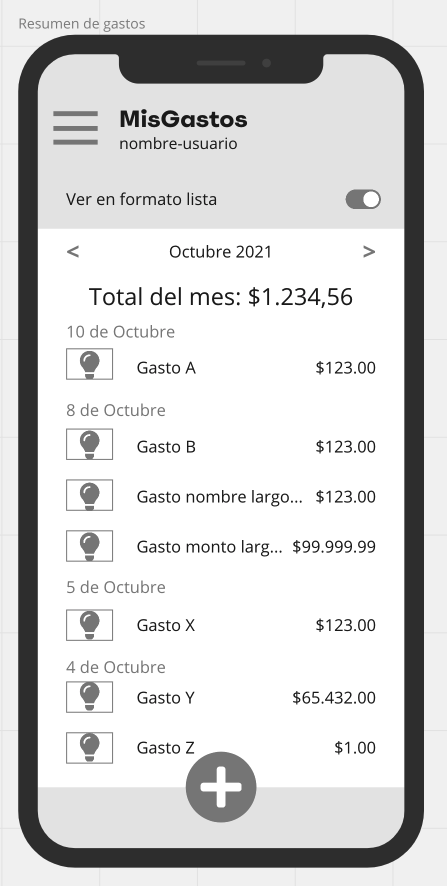 Resumen de gastos
MisGastos
nombre-usuario
Ver en formato lista
< Octubre 2021 >
Total del mes: $1.234,56
10 de Octubre
Gasto A $123.00
8 de Octubre
Gasto B $123.00
Gasto nombre largo... $123.00
Gasto monto larg... $99.999.99
5 de Octubre
Gasto X $123.00
4 de Octubre
Gasto Y $65.432.00
Gasto Z $1.00